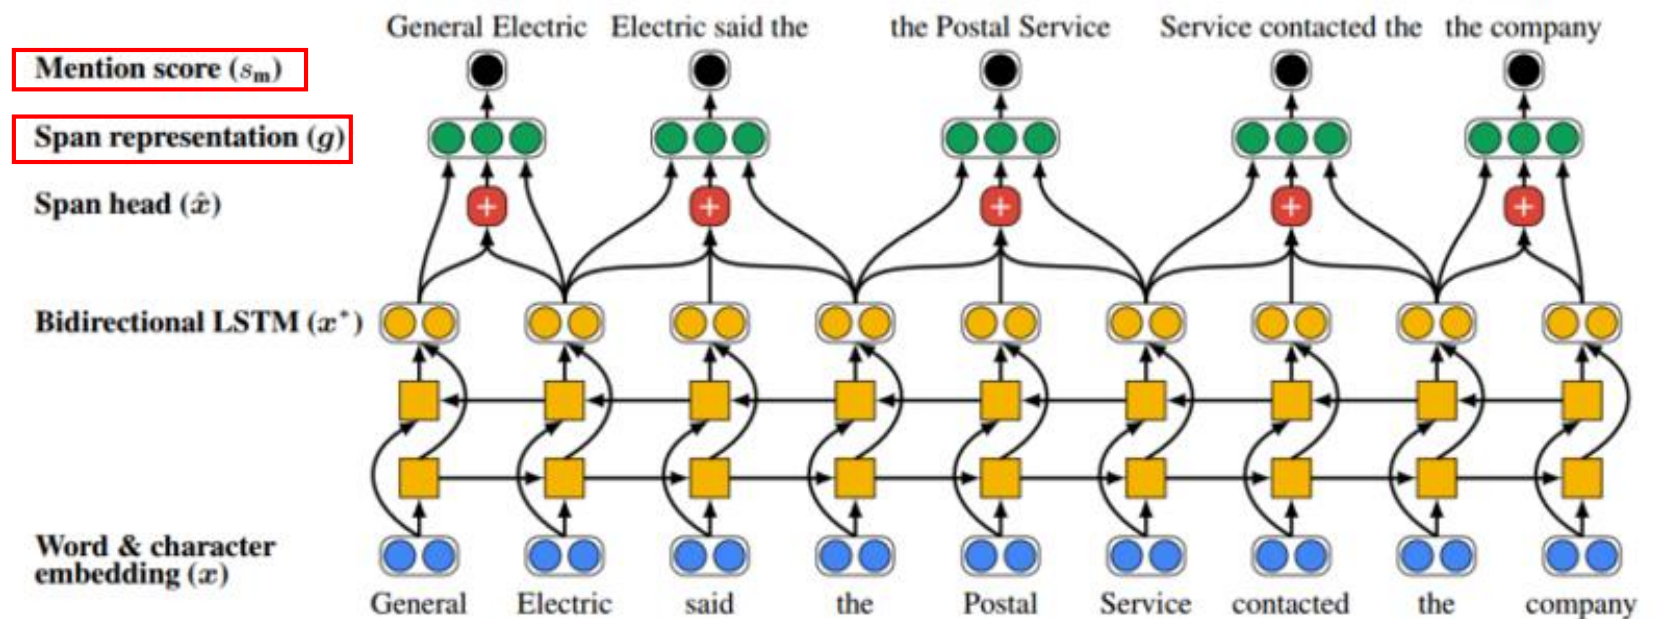 General Electric Electric said the the Postal Service Service contacted the the company
Mention score (sₘ)
Span representation (g)
+ + + + +
Span head (x̂)
Bidirectional LSTM (x*)
Word & character
embedding (x)
General Electric said the Postal Service contacted the company